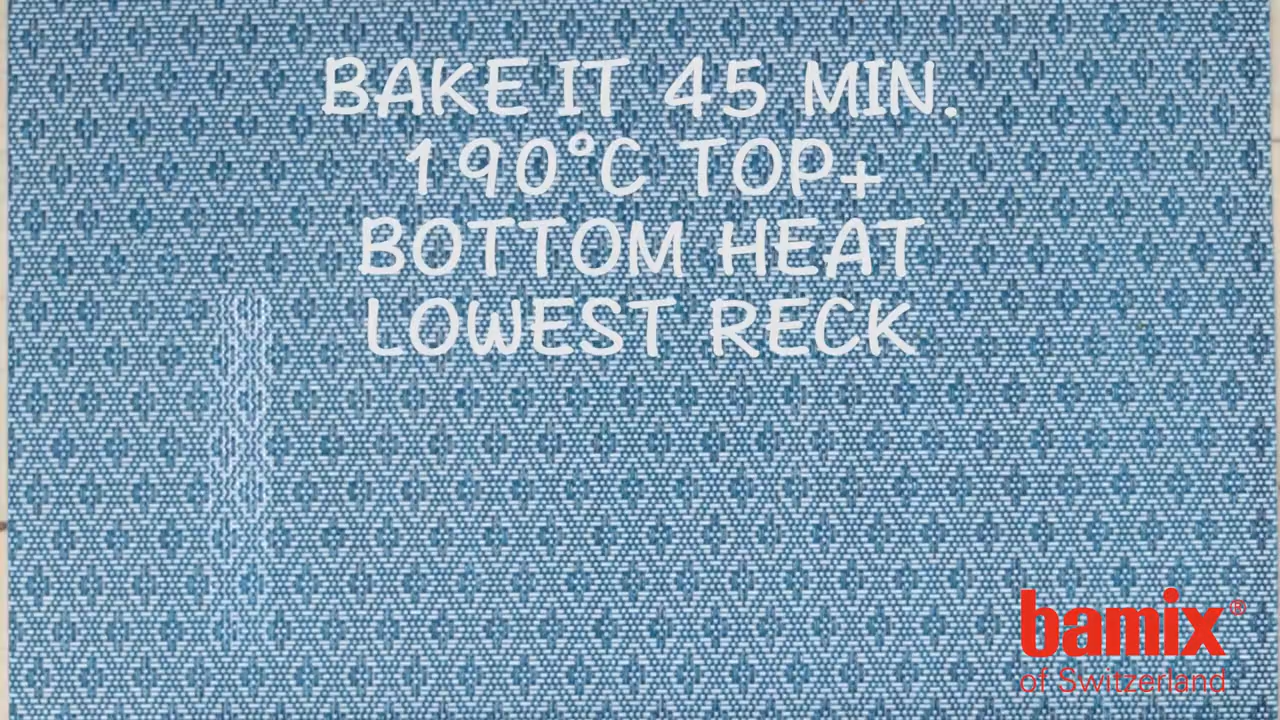 BAKE IT 45 MIN.
190°C TOP+
BOTTOM HEAT
LOWEST RECK
bamix®
of Switzerland